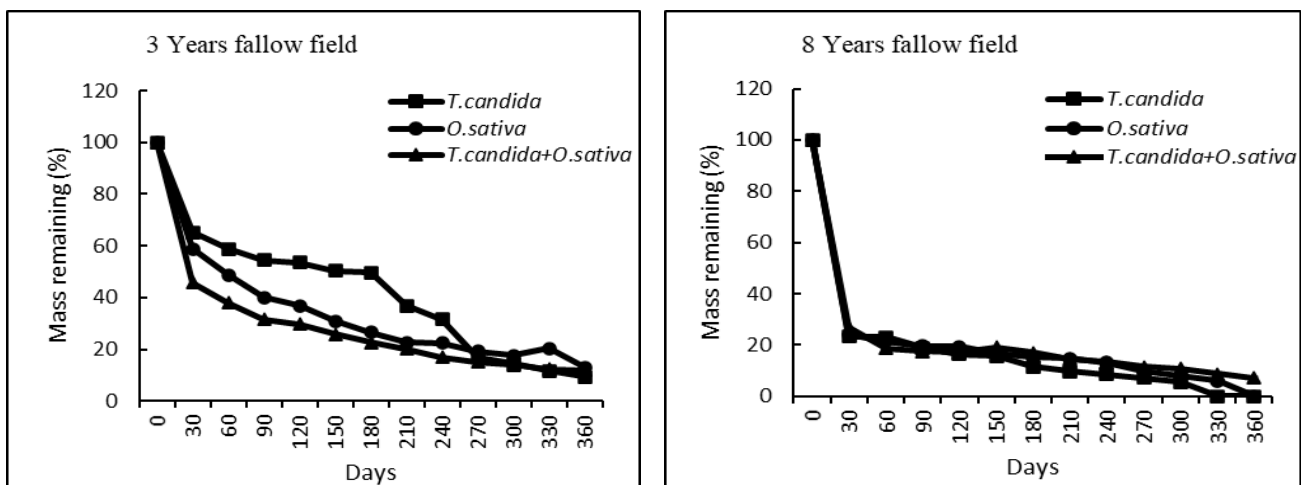 3 Years fallow field
T.candida
O.sativa
T.candida+O.sativa
Mass remaining (%)
120
100
80
60
40
20
0
0 30 60 90 120 150 180 210 240 270 300 330 360
Days
8 Years fallow field
T.candida
O.sativa
T.candida+O.sativa
Mass remaining (%)
120
100
80
60
40
20
0
0 30 60 90 120 150 180 210 240 270 300 330 360
Days